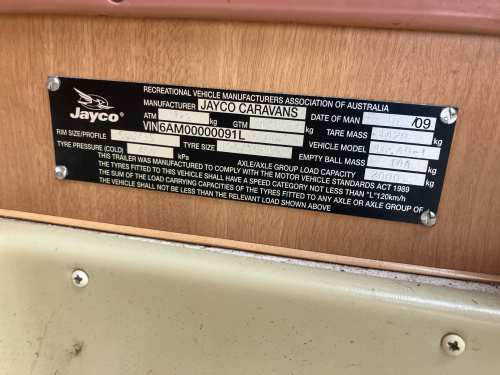 RECREATIONAL VEHICLE MANUFACTURERS ASSOCIATION OF AUSTRALIA
Jayco
MANUFACTURER JAYCO CARAVANS DATE OF MAN /09
ATM kg GTM kg TARE MASS kg
VIN 6AM00000091L VEHICLE MODEL
RIM SIZE/PROFILE TYRE SIZE EMPTY BALL MASS kg
TYRE PRESSURE (COLD) kPa AXLE/AXLE GROUP LOAD CAPACITY kg
THIS TRAILER WAS MANUFACTURED TO COMPLY WITH THE MOTOR VEHICLE STANDARDS ACT 1989
THE TYRES FITTED TO THIS VEHICLE SHALL HAVE A SPEED CATEGORY NOT LESS THAN "L"120km/h
THE SUM OF THE LOAD CARRYING CAPACITIES OF THE TYRES FITTED TO ANY AXLE OR AXLE GROUP OF
THE VEHICLE SHALL NOT BE LESS THAN THE RELEVANT LOAD SHOWN ABOVE